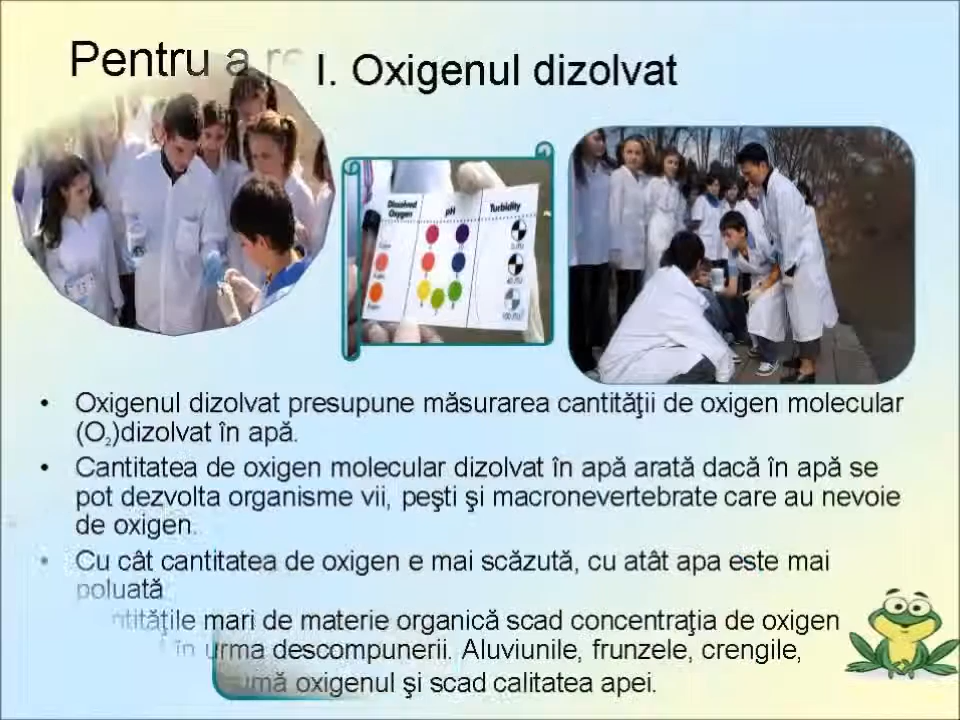 Pentru a
I. Oxigenul dizolvat
Dissolved Oxygen
pH
Turbidity
Oxigenul dizolvat presupune măsurarea cantităţii de oxigen molecular
(O₂)dizolvat în apă.
Cantitatea de oxigen molecular dizolvat în apă arată dacă în apă se
pot dezvolta organisme vii, peşti şi macronevertebrate care au nevoie
de oxigen.
Cu cât cantitatea de oxigen e mai scăzută, cu atât apa este mai
poluată
mari de materie organică scad concentraţia de oxigen
în urma descompunerii. Aluviunile, frunzele, crengile,
oxigenul şi scad calitatea apei.